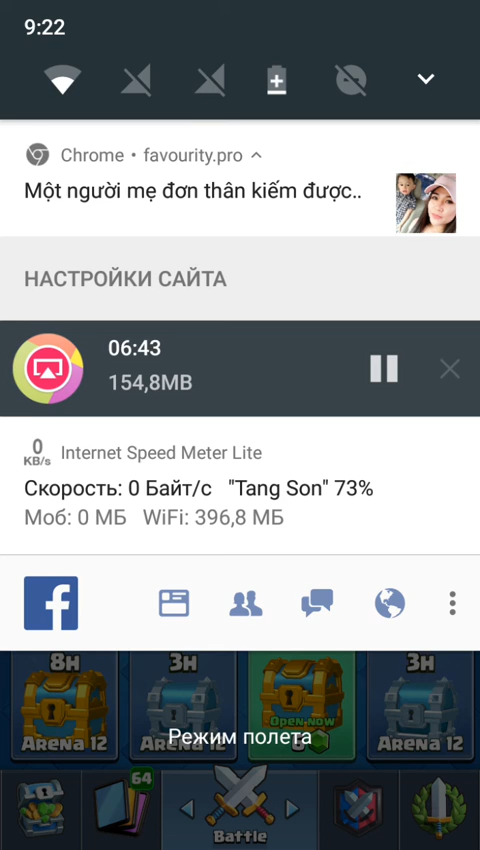 9:22
Chrome • favourity.pro
Một người mẹ đơn thân kiếm được..
НАСТРОЙКИ САЙТА
06:43
154,8MB
0
KB/s
Internet Speed Meter Lite
Скорость: 0 Байт/с "Tang Son" 73%
Моб: 0 МБ WiFi: 396,8 МБ
8H
3H
3H
Open now
Arena 12
Arena 12
6
Arena 12
Режим полета
64
Battle